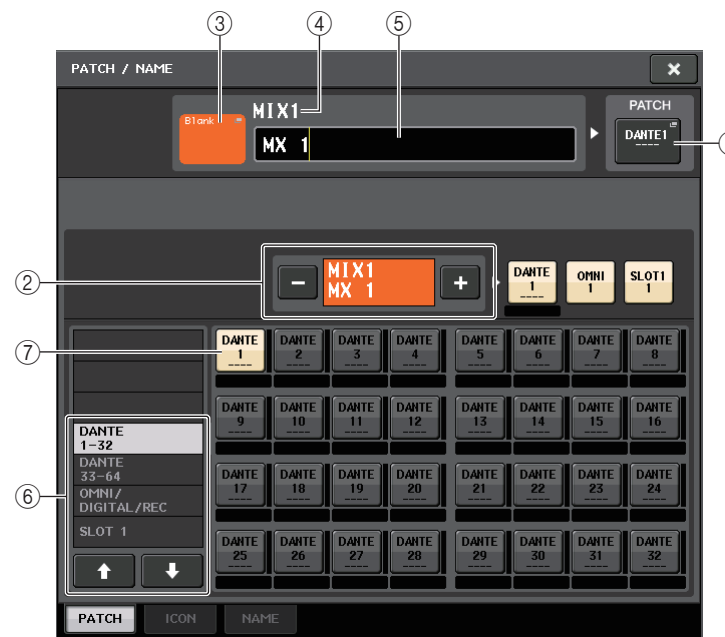 ③ ④ ⑤
PATCH / NAME
PATCH
Blank
MIX1
MX 1
DANTE1
----
②
MIX1
MX 1
DANTE 1 ----
OMNI 1
SLOT1 1
⑦
DANTE 1 ---- DANTE 2 ---- DANTE 3 ---- DANTE 4 ---- DANTE 5 ---- DANTE 6 ---- DANTE 7 ---- DANTE 8 ----
DANTE 9 ---- DANTE 10 ---- DANTE 11 ---- DANTE 12 ---- DANTE 13 ---- DANTE 14 ---- DANTE 15 ---- DANTE 16 ----
DANTE 17 ---- DANTE 18 ---- DANTE 19 ---- DANTE 20 ---- DANTE 21 ---- DANTE 22 ---- DANTE 23 ---- DANTE 24 ----
DANTE 25 ---- DANTE 26 ---- DANTE 27 ---- DANTE 28 ---- DANTE 29 ---- DANTE 30 ---- DANTE 31 ---- DANTE 32 ----
⑥
DANTE
1-32
DANTE
33-64
OMNI/
DIGITAL/REC
SLOT 1
PATCH ICON NAME